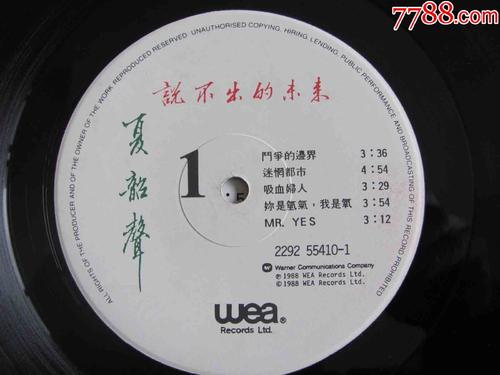 7788.com
ALL RIGHTS OF THE PRODUCER AND OF THE OWNER OF THE WORK REPRODUCED RESERVED. UNAUTHORISED COPYING, HIRING, LENDING, PUBLIC PERFORMANCE AND BROADCASTING OF THIS RECORD PROHIBITED
說不出的未来
夏韶聲
1
鬥爭的邊界 3:36
迷惘都市 4:54
吸血婦人 3:29
妳是氫氣,我是氧 3:54
MR. YES 3:12
2292 55410-1
Warner Communications Company
℗ 1988 WEA Records Ltd.
© 1988 WEA Records Ltd.
wea®
Records Ltd.